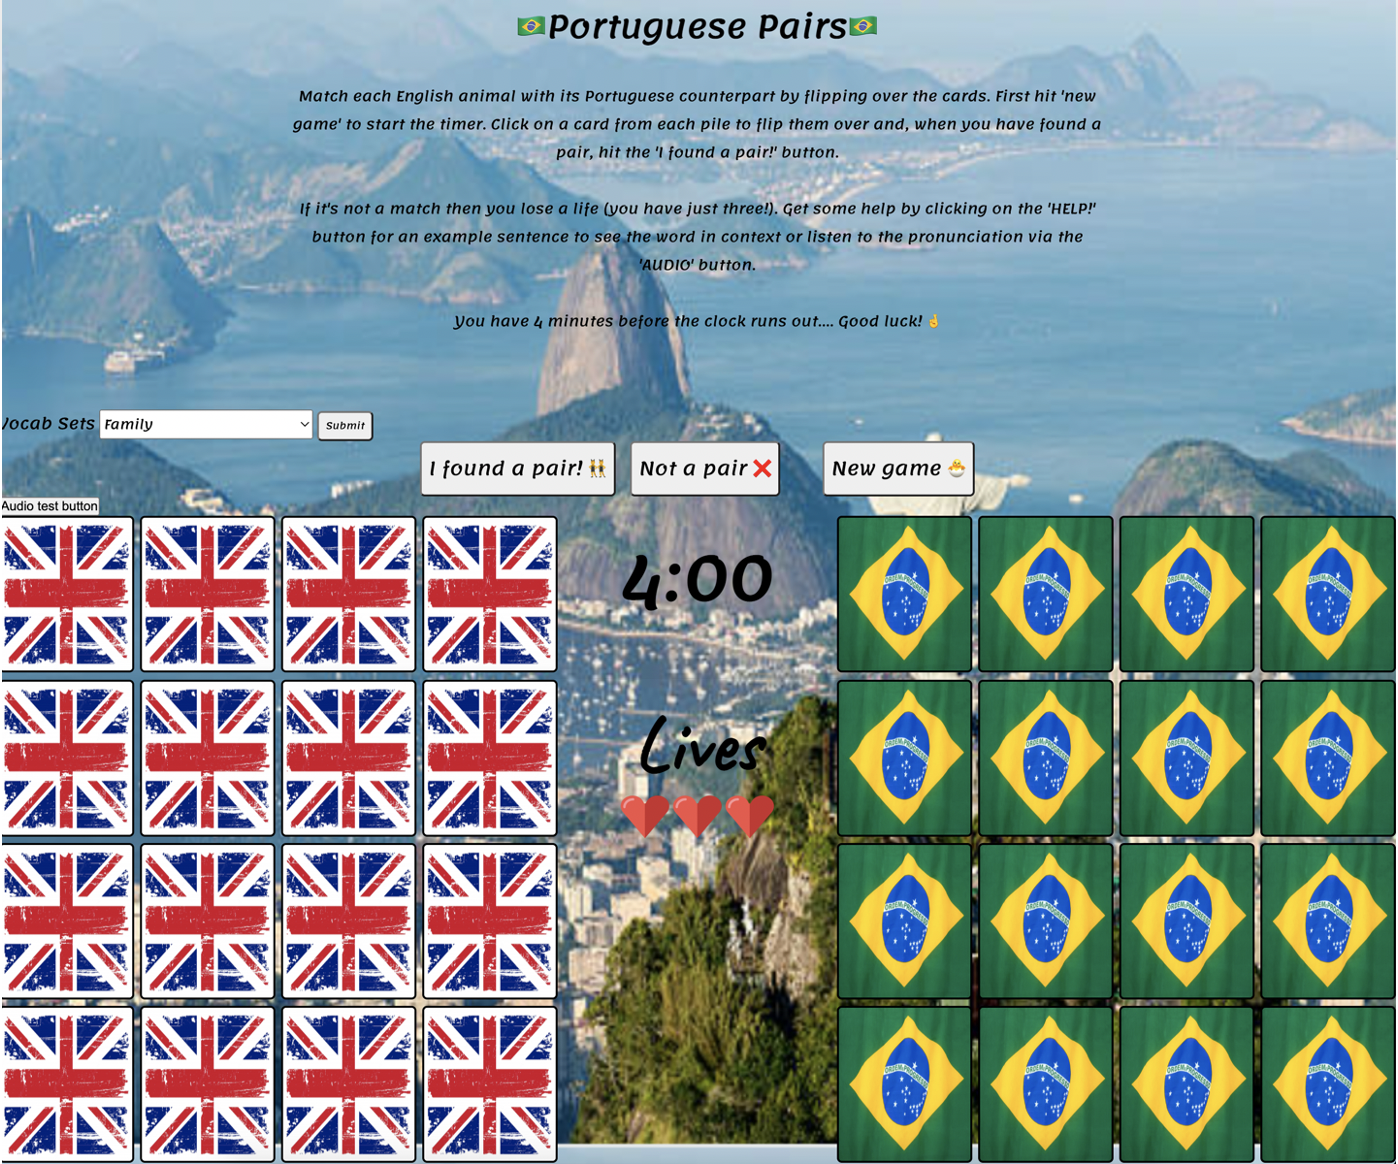 Portuguese Pairs
Match each English animal with its Portuguese counterpart by flipping over the cards. First hit 'new
game' to start the timer. Click on a card from each pile to flip them over and, when you have found a
pair, hit the 'I found a pair!' button.
If it's not a match then you lose a life (you have just three!). Get some help by clicking on the 'HELP!'
button for an example sentence to see the word in context or listen to the pronunciation via the
'AUDIO' button.
You have 4 minutes before the clock runs out.... Good luck! 🤞
Vocab Sets Family Submit
I found a pair! 👯 Not a pair ❌ New game 🐣
Audio test button
4:00
Lives